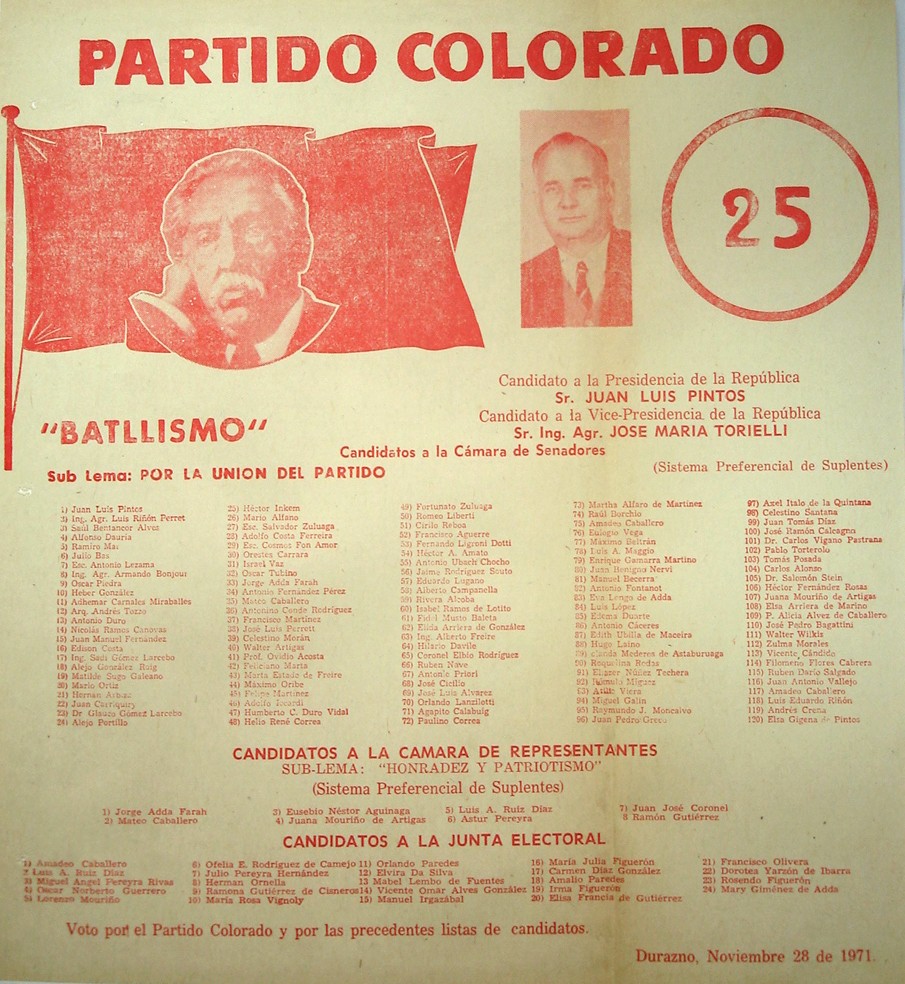 PARTIDO COLORADO
25
Candidato a la Presidencia de la República
Sr. JUAN LUIS PINTOS
Candidato a la Vice-Presidencia de la República
Sr. Ing. Agr. JOSE MARIA TORIELLI
"BATLLISMO"
Candidatos a la Cámara de Senadores
Sub Lema: POR LA UNION DEL PARTIDO
(Sistema Preferencial de Suplentes)
1) Juan Luis Pintos
2) Ing. Agr. Luis Riñón Perret
3) Saúl Bentancor Alvez
4) Alfonso Dauria
5) Ramiro Mai
6) Julio Bas
7) Esc. Antonio Lezama
8) Ing. Agr. Armando Bonjour
9) Oscar Piedra
10) Heber González
11) Adhemar Carnales Miraballes
12) Arq. Andrés Tozzo
13) Antonio Duro
14) Nicolás Ramos Canovas
15) Juan Manuel Fernández
16) Edison Costa
17) Ing. Saúl Gómez Larcebo
18) Alejo González Ruig
19) Matilde Sugo Galeano
20) Mario Ortiz
21) Hernán
22) Juan Carriquiry
23) Dr Glauco Gómez Larcebo
24) Alejo Portillo
25) Héctor Inkem
26) Mario Alfano
27) Esc. Salvador Zuluaga
28) Adolfo Costa Ferreira
29) Esc. Cosmos Fon Amor
30) Orestes Carrara
31) Israel Vaz
32) Oscar Tubino
33) Jorge Adda Farah
34) Antonio Fernández Pérez
35) Mateo Caballero
36) Antonino Conde Rodríguez
37) Francisco Martínez
38) José Luis Perrett
39) Celestino Morán
40) Walter Artigas
41) Prof. Ovidio Acosta
42) Feliciano Maria
43) Marta Estado de Freire
44) Máximo Oribe
45) Felipe Martínez
46) Adolfo
47) Humberto C. Duro Vidal
48) Helio René Correa
49) Fortunato Zuluaga
50) Romeo Liberti
51) Cirilo Reboa
52) Francisco Aguerre
53) Fernando Ligroni Dotti
54) Héctor A. Amato
55) Antonio Ubach Chocho
56) Jaime Rodríguez Souto
57) Eduardo Lugano
58) Alberto Campanella
59) Rivera Alcoba
60) Isabel Ramos de Lotito
61) Fidel Musto Baleta
62) Elida Arriera de González
63) Ing. Alberto Freire
64) Hilario Davile
65) Coronel Elbio Rodríguez
66) Ruben Nave
67) Antonio Priori
68) José Cicillo
69) José Luis Alvarez
70) Orlando Lanzilotti
71) Agapito Calabuig
72) Paulino Correa
73) Martha Alfaro de Martínez
74) Raúl Borchio
75) Amadeo Caballero
76) Eulogio Vega
77) Máximo Beltrán
78) Luis A. Maggio
79) Enrique Gamarra Martino
80) Juan Benigno Nervi
81) Manuel Becerra
82) Antonio Fontanot
83) Eva Lengs de Adda
84) Luis López
85) Edema Duarte
86) Antonio Cáceres
87) Edith Ubilla de Maceira
88) Hugo Laino
89) Mederos de Astaburuaga
90) Roquelina Rodas
91) Eliazer Núñez Techera
92) Miguez
93) Atilio Viera
94) Miguel Galin
95) Raymundo J. Moncalvo
96) Juan Pedro Greco
97) Axel Italo de la Quintana
98) Celestino Santana
99) Juan Tomás Díaz
100) José Ramón Calcagno
101) Dr. Carlos Vigano Pastrana
102) Pablo Tortorolo
103) Tomás Posada
104) Carlos Alonso
105) Dr. Salomón Stein
106) Héctor Fernández Rosas
107) Juana Mouriño de Artigas
108) Elsa Arriera de Marino
109) P. Alicia Alvez de Caballero
110) José Pedro Bagattini
111) Walter Wilkis
112) Zulma Morales
113) Vicente Cándido
114) Filomeno Flores Cabrera
115) Ruben Darío Salgado
116) Juan Antonio Vallejo
117) Amadeo Caballero
118) Luis Eduardo Riñón
119) Andrés Crena
120) Elsa Gigena de Pintos
CANDIDATOS A LA CAMARA DE REPRESENTANTES
SUB-LEMA: "HONRADEZ Y PATRIOTISMO"
(Sistema Preferencial de Suplentes)
1) Jorge Adda Farah
2) Mateo Caballero
3) Eusebio Néstor Aguinaga
4) Juana Mouriño de Artigas
5) Luis A. Ruiz Díaz
6) Astur Pereyra
7) Juan José Coronel
8 Ramón Gutiérrez
CANDIDATOS A LA JUNTA ELECTORAL
1) Amadeo Caballero
2 Luis A. Ruiz Díaz
3) Miguel Angel Pereyra Rivas
4) Oscar Norberto Guerrero
5) Lorenzo Mouriño
6) Ofelia E. Rodríguez de Camejo
7) Julio Pereyra Hernández
8) Herman Ornella
9) Ramona Gutiérrez de Cisneros
10) María Rosa Vignoly
11) Orlando Paredes
12) Elvira Da Silva
13 Mabel Lembo de Fuentes
14) Vicente Omar Alves González
15) Manuel Irgazábal
16) María Julia Figuerón
17) Carmen Díaz González
18) Amalio Paredes
19) Irma Figuerón
20) Elisa Francia de Gutiérrez
21) Francisco Olivera
22) Dorotea Yarzón de Ibarra
23) Rosendo Figuerón
24) Mary Giménez de Adda
Voto por el Partido Colorado y por las precedentes listas de candidatos.
Durazno, Noviembre 28 de 1971.